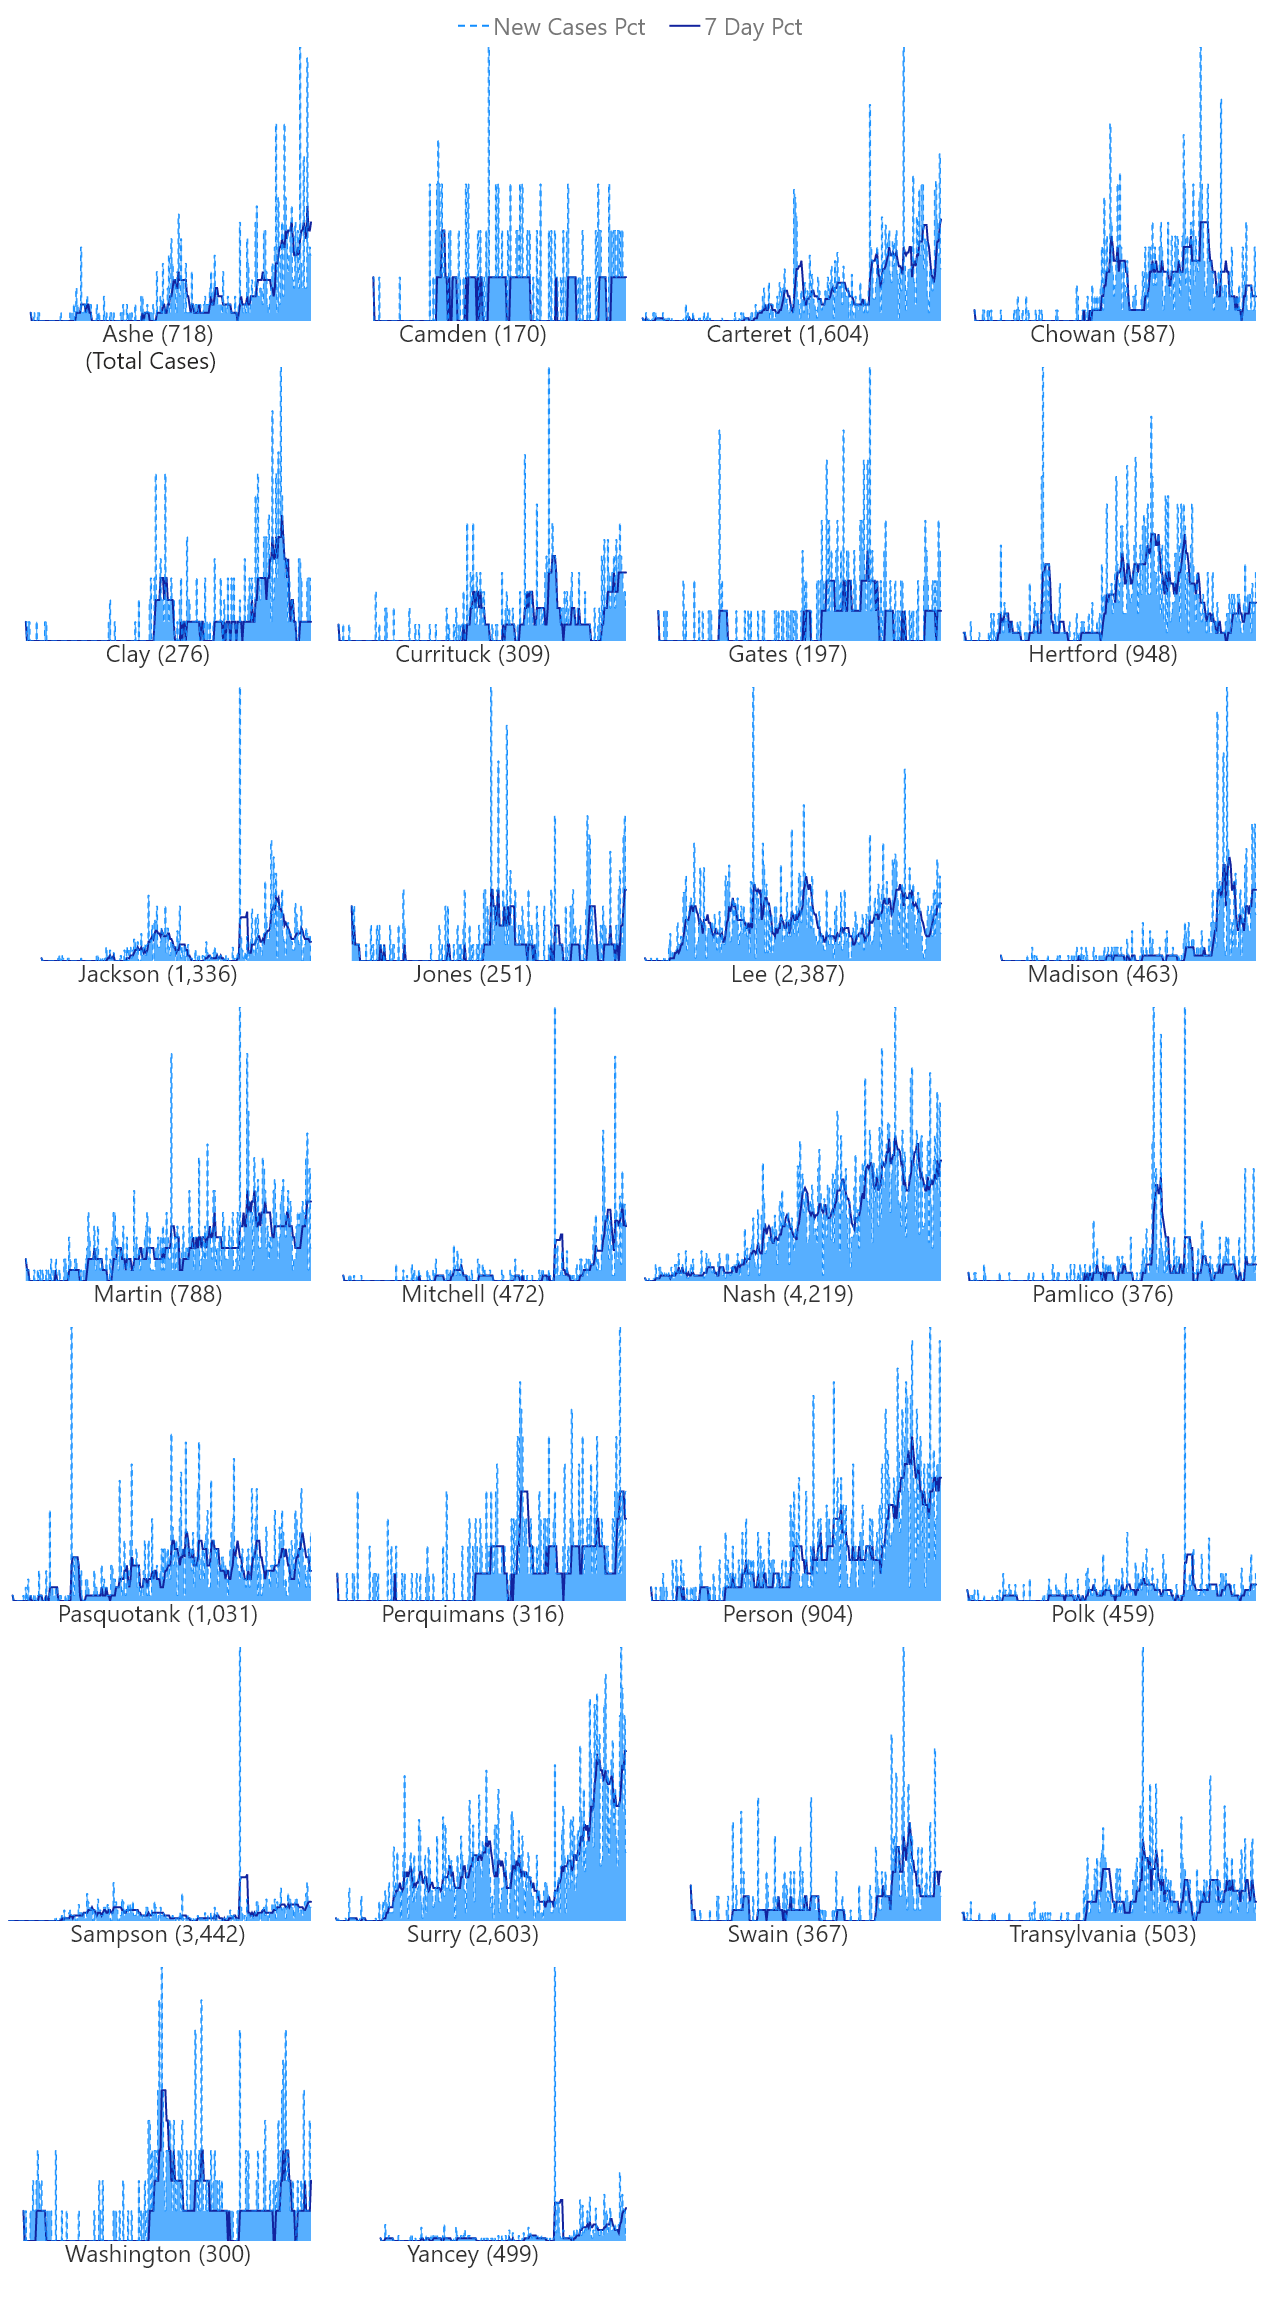 New Cases Pct 7 Day Pct
Ashe (718) Camden (170) Carteret (1,604) Chowan (587)
(Total Cases)
Clay (276) Currituck (309) Gates (197) Hertford (948)
Jackson (1,336) Jones (251) Lee (2,387) Madison (463)
Martin (788) Mitchell (472) Nash (4,219) Pamlico (376)
Pasquotank (1,031) Perquimans (316) Person (904) Polk (459)
Sampson (3,442) Surry (2,603) Swain (367) Transylvania (503)
Washington (300) Yancey (499)